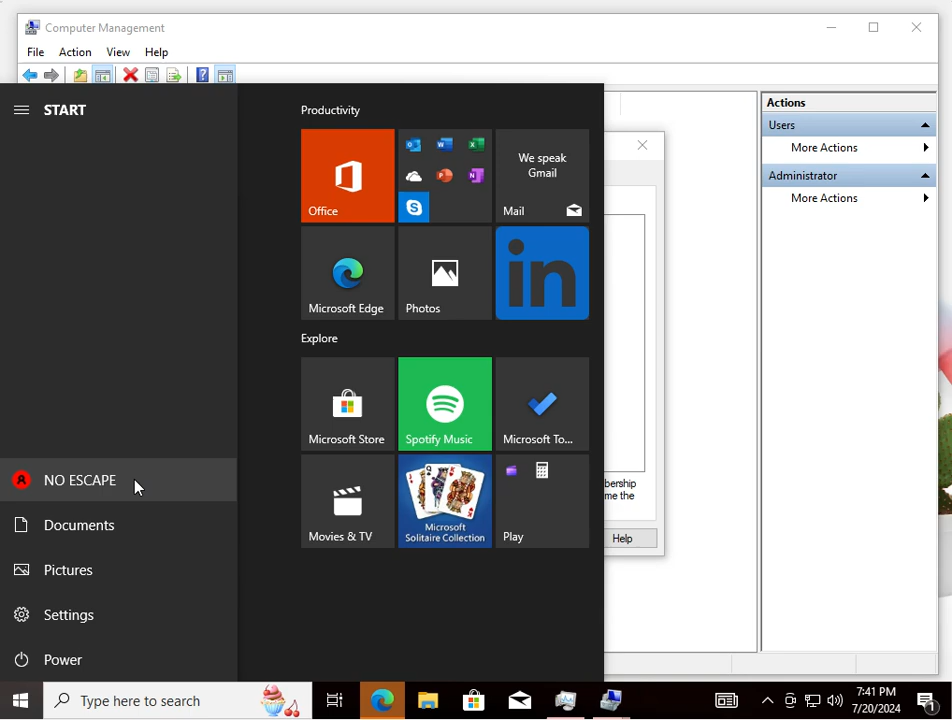 Computer Management
File Action View Help
START
Productivity
Actions
Users
More Actions
Administrator
More Actions
Office
We speak
Gmail
Mail
Microsoft Edge
Photos
in
Explore
Microsoft Store
Spotify Music
Microsoft To...
Movies & TV
Microsoft
Solitaire Collection
Play
NO ESCAPE
Documents
Pictures
Settings
Power
bership
me the
Help
Type here to search
7:41 PM
7/20/2024
1